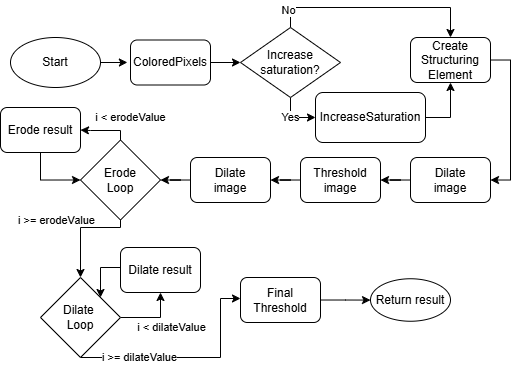 No
Start
ColoredPixels
Increase
saturation?
Create
Structuring
Element
Yes
IncreaseSaturation
i < erodeValue
Erode result
Erode
Loop
Dilate
image
Threshold
image
Dilate
image
i >= erodeValue
Dilate result
Dilate
Loop
i < dilateValue
Final
Threshold
Return result
i >= dilateValue